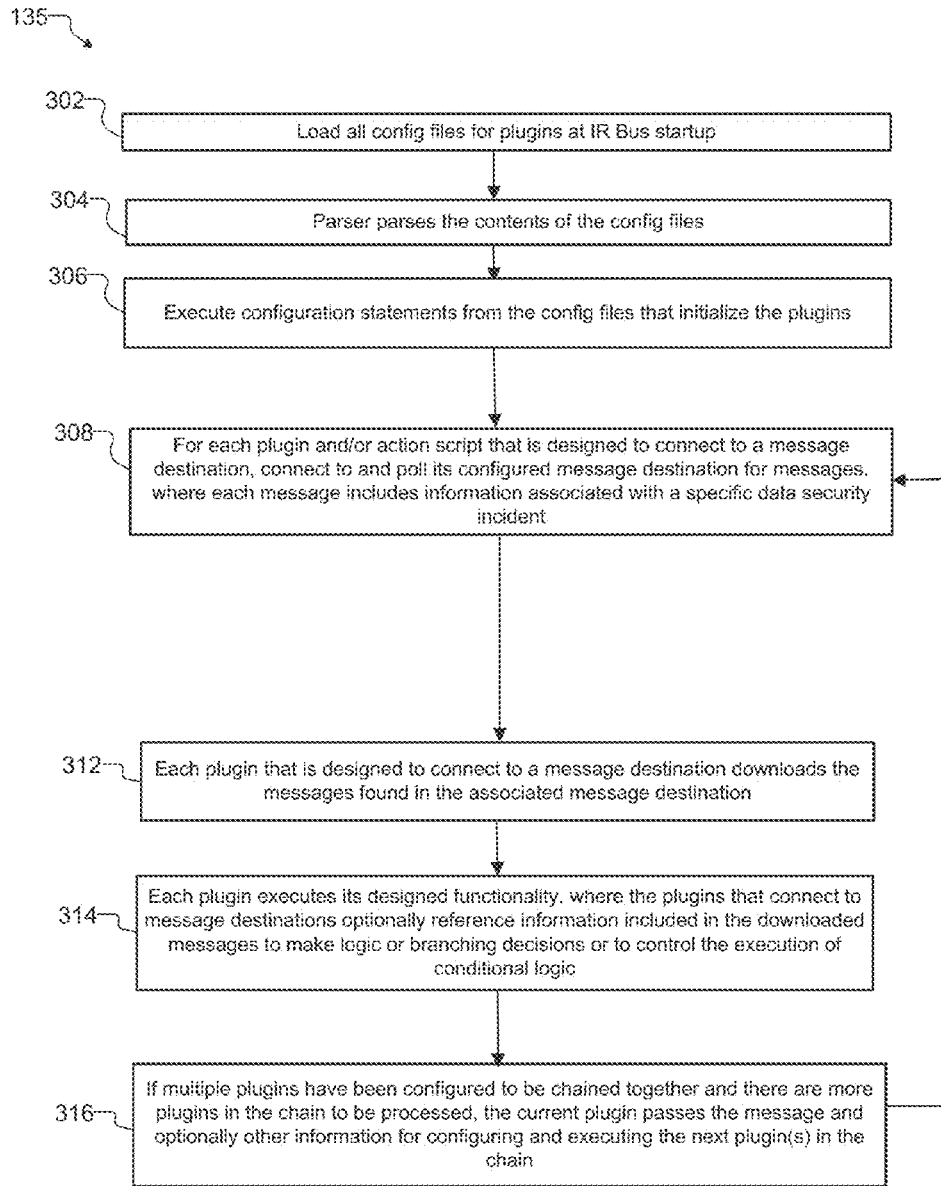 135
302
Load all config files for plugins at IR Bus startup
304
Parser parses the contents of the config files
306
Execute configuration statements from the config files that initialize the plugins
308
For each plugin and/or action script that is designed to connect to a message
destination, connect to and poll its configured message destination for messages,
where each message includes information associated with a specific data security
incident
312
Each plugin that is designed to connect to a message destination downloads the
messages found in the associated message destination
314
Each plugin executes its designed functionality, where the plugins that connect to
message destinations optionally reference information included in the downloaded
messages to make logic or branching decisions or to control the execution of
conditional logic
316
If multiple plugins have been configured to be chained together and there are more
plugins in the chain to be processed, the current plugin passes the message and
optionally other information for configuring and executing the next plugin(s) in the
chain